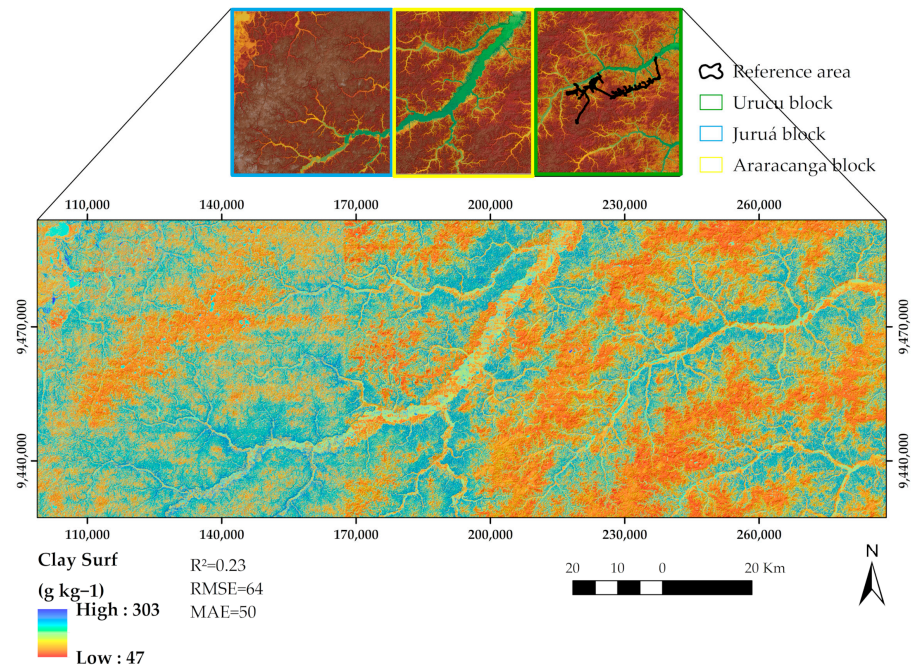 Reference area
Urucu block
Juruá block
Araracanga block
110,000 140,000 170,000 200,000 230,000 260,000
9,470,000 9,470,000
9,440,000 9,440,000
110,000 140,000 170,000 200,000 230,000 260,000
Clay Surf
(g kg−1)
High : 303
Low : 47
R²=0.23
RMSE=64
MAE=50
20 10 0 20 Km
N